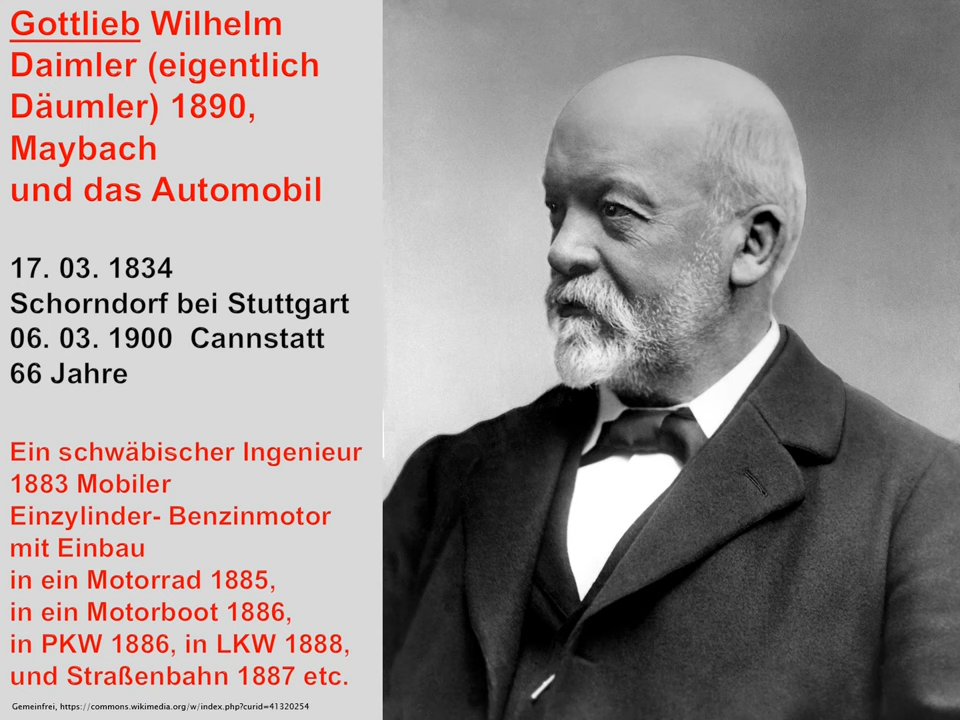 Gottlieb Wilhelm
Daimler (eigentlich
Däumler) 1890,
Maybach
und das Automobil
17. 03. 1834
Schorndorf bei Stuttgart
06. 03. 1900 Cannstatt
66 Jahre
Ein schwäbischer Ingenieur
1883 Mobiler
Einzylinder- Benzinmotor
mit Einbau
in ein Motorrad 1885,
in ein Motorboot 1886,
in PKW 1886, in LKW 1888,
und Straßenbahn 1887 etc.
Gemeinfrei, https://commons.wikimedia.org/w/index.php?curid=41320254